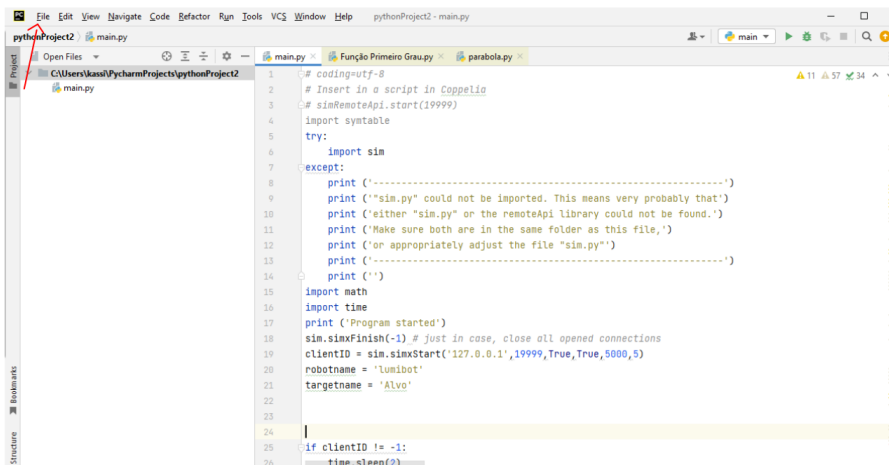 PC File Edit View Navigate Code Refactor Run Tools VCS Window Help pythonProject2 - main.py
pythonProject2 main.py main
Project Open Files main.py Função Primeiro Grau.py parabola.py
C:\Users\kassi\PycharmProjects\pythonProject2
main.py
11 57 34
1 # coding=utf-8
2 # Insert in a script in Coppelia
3 # simRemoteApi.start(19999)
4 import symtable
5 try:
6 import sim
7 except:
8 print ('--------------------------------------------------------------')
9 print ('"sim.py" could not be imported. This means very probably that')
10 print ('either "sim.py" or the remoteApi library could not be found.')
11 print ('Make sure both are in the same folder as this file,')
12 print ('or appropriately adjust the file "sim.py"')
13 print ('--------------------------------------------------------------')
14 print ('')
15 import math
16 import time
17 print ('Program started')
18 sim.simxFinish(-1) # just in case, close all opened connections
19 clientID = sim.simxStart('127.0.0.1',19999,True,True,5000,5)
20 robotname = 'lumibot'
21 targetname = 'Alvo'
22
23
24
25 if clientID != -1:
26 time.sleep(2)
Bookmarks
Structure